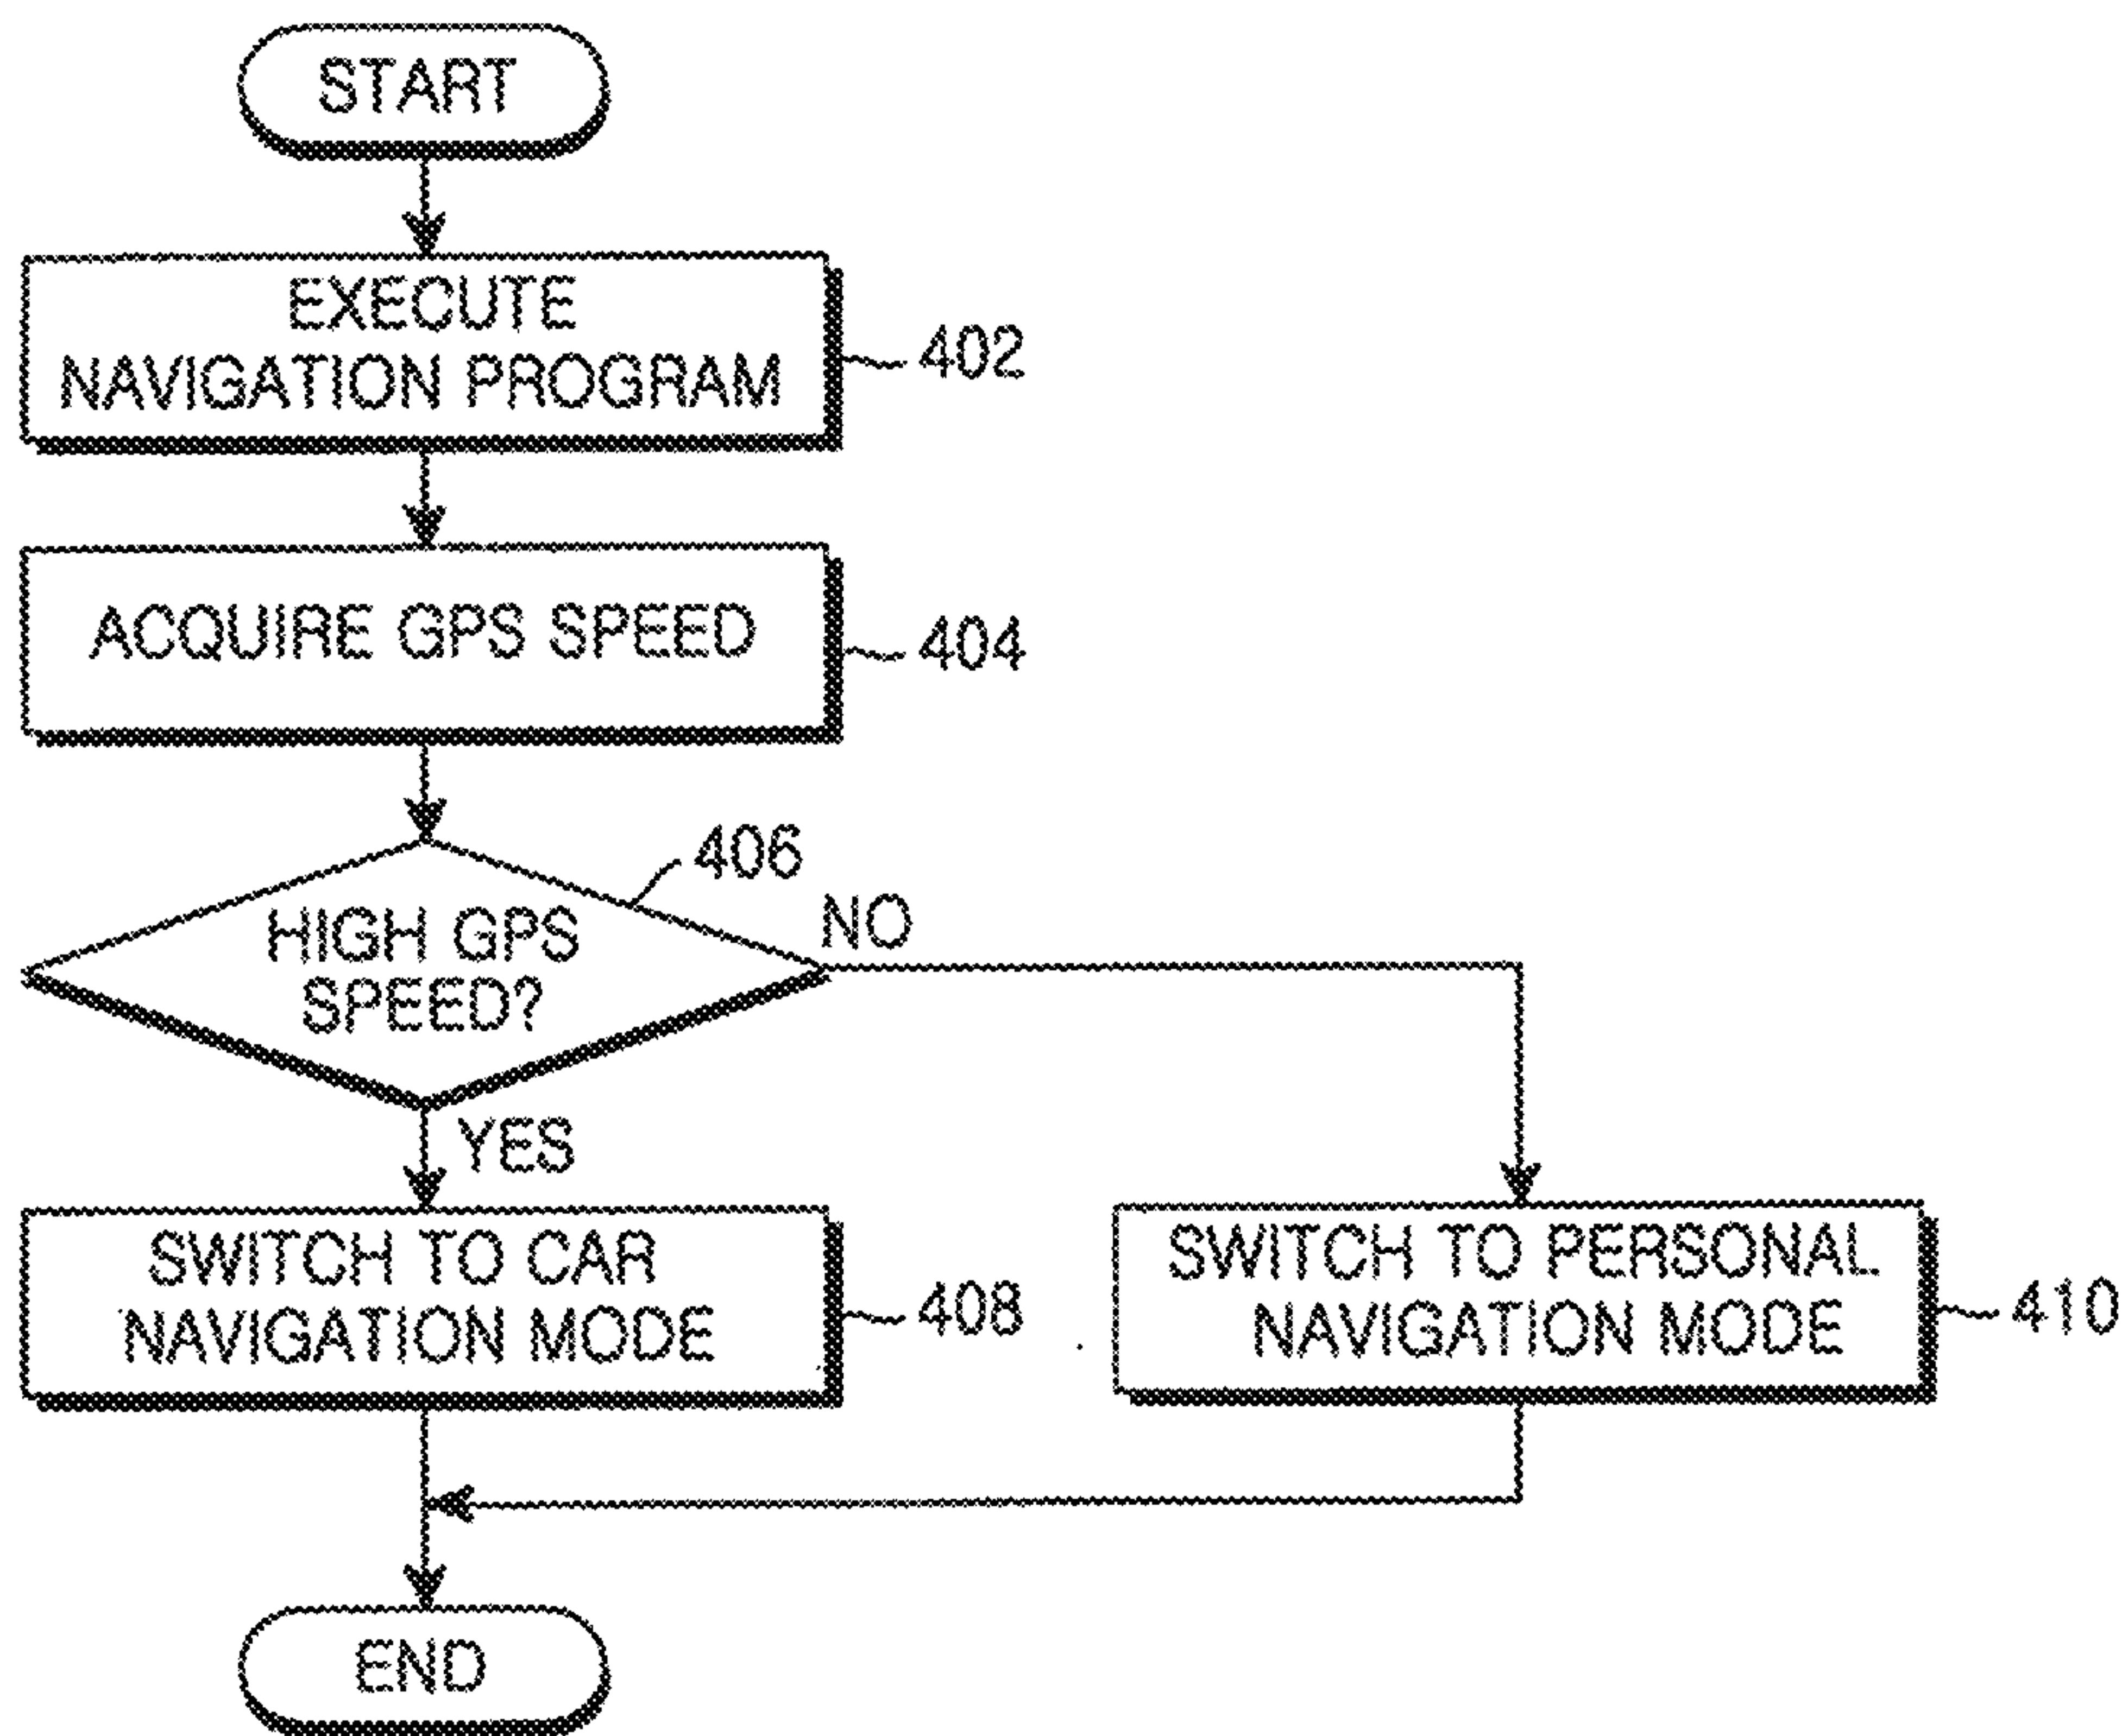 START
EXECUTE
NAVIGATION PROGRAM
402
ACQUIRE GPS SPEED
404
406
HIGH GPS
SPEED?
NO
YES
SWITCH TO CAR
NAVIGATION MODE
408
SWITCH TO PERSONAL
NAVIGATION MODE
410
END